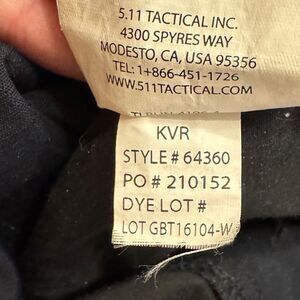 5.11 TACTICAL INC.
4300 SPYRES WAY
MODESTO, CA, USA 95356
TEL: 1+866-451-1726
WWW.511TACTICAL.COM
KVR
STYLE # 64360
PO # 210152
DYE LOT #
LOT GBT16104-W